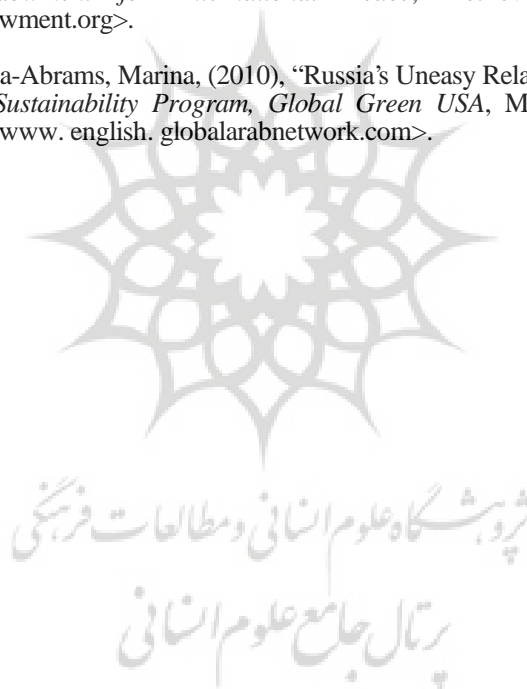 wment.org>.
a-Abrams, Marina, (2010), “Russia’s Uneasy Rela
Sustainability Program, Global Green USA, M
www. english. globalarabnetwork.com>.
پژوهشگاه علوم انسانی و مطالعات فرهنگی
پرتال جامع علوم انسانی